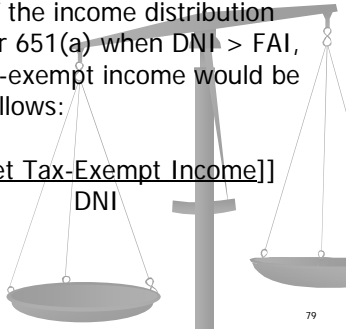 the income distribution
651(a) when DNI > FAI,
-exempt income would be
llows:
et Tax-Exempt Income]]
DNI
79